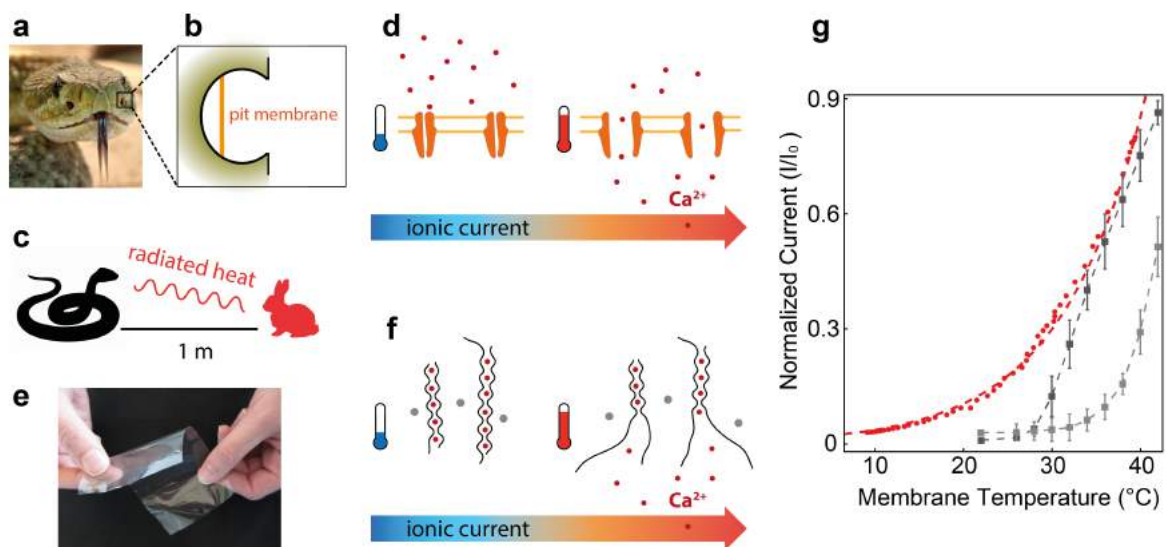 a
b
pit membrane
c
radiated heat
1 m
d
Ca²⁺
ionic current
e
f
Ca²⁺
ionic current
g
Normalized Current (I/I₀)
0.9
0.6
0.3
0
10
20
30
40
Membrane Temperature (°C)